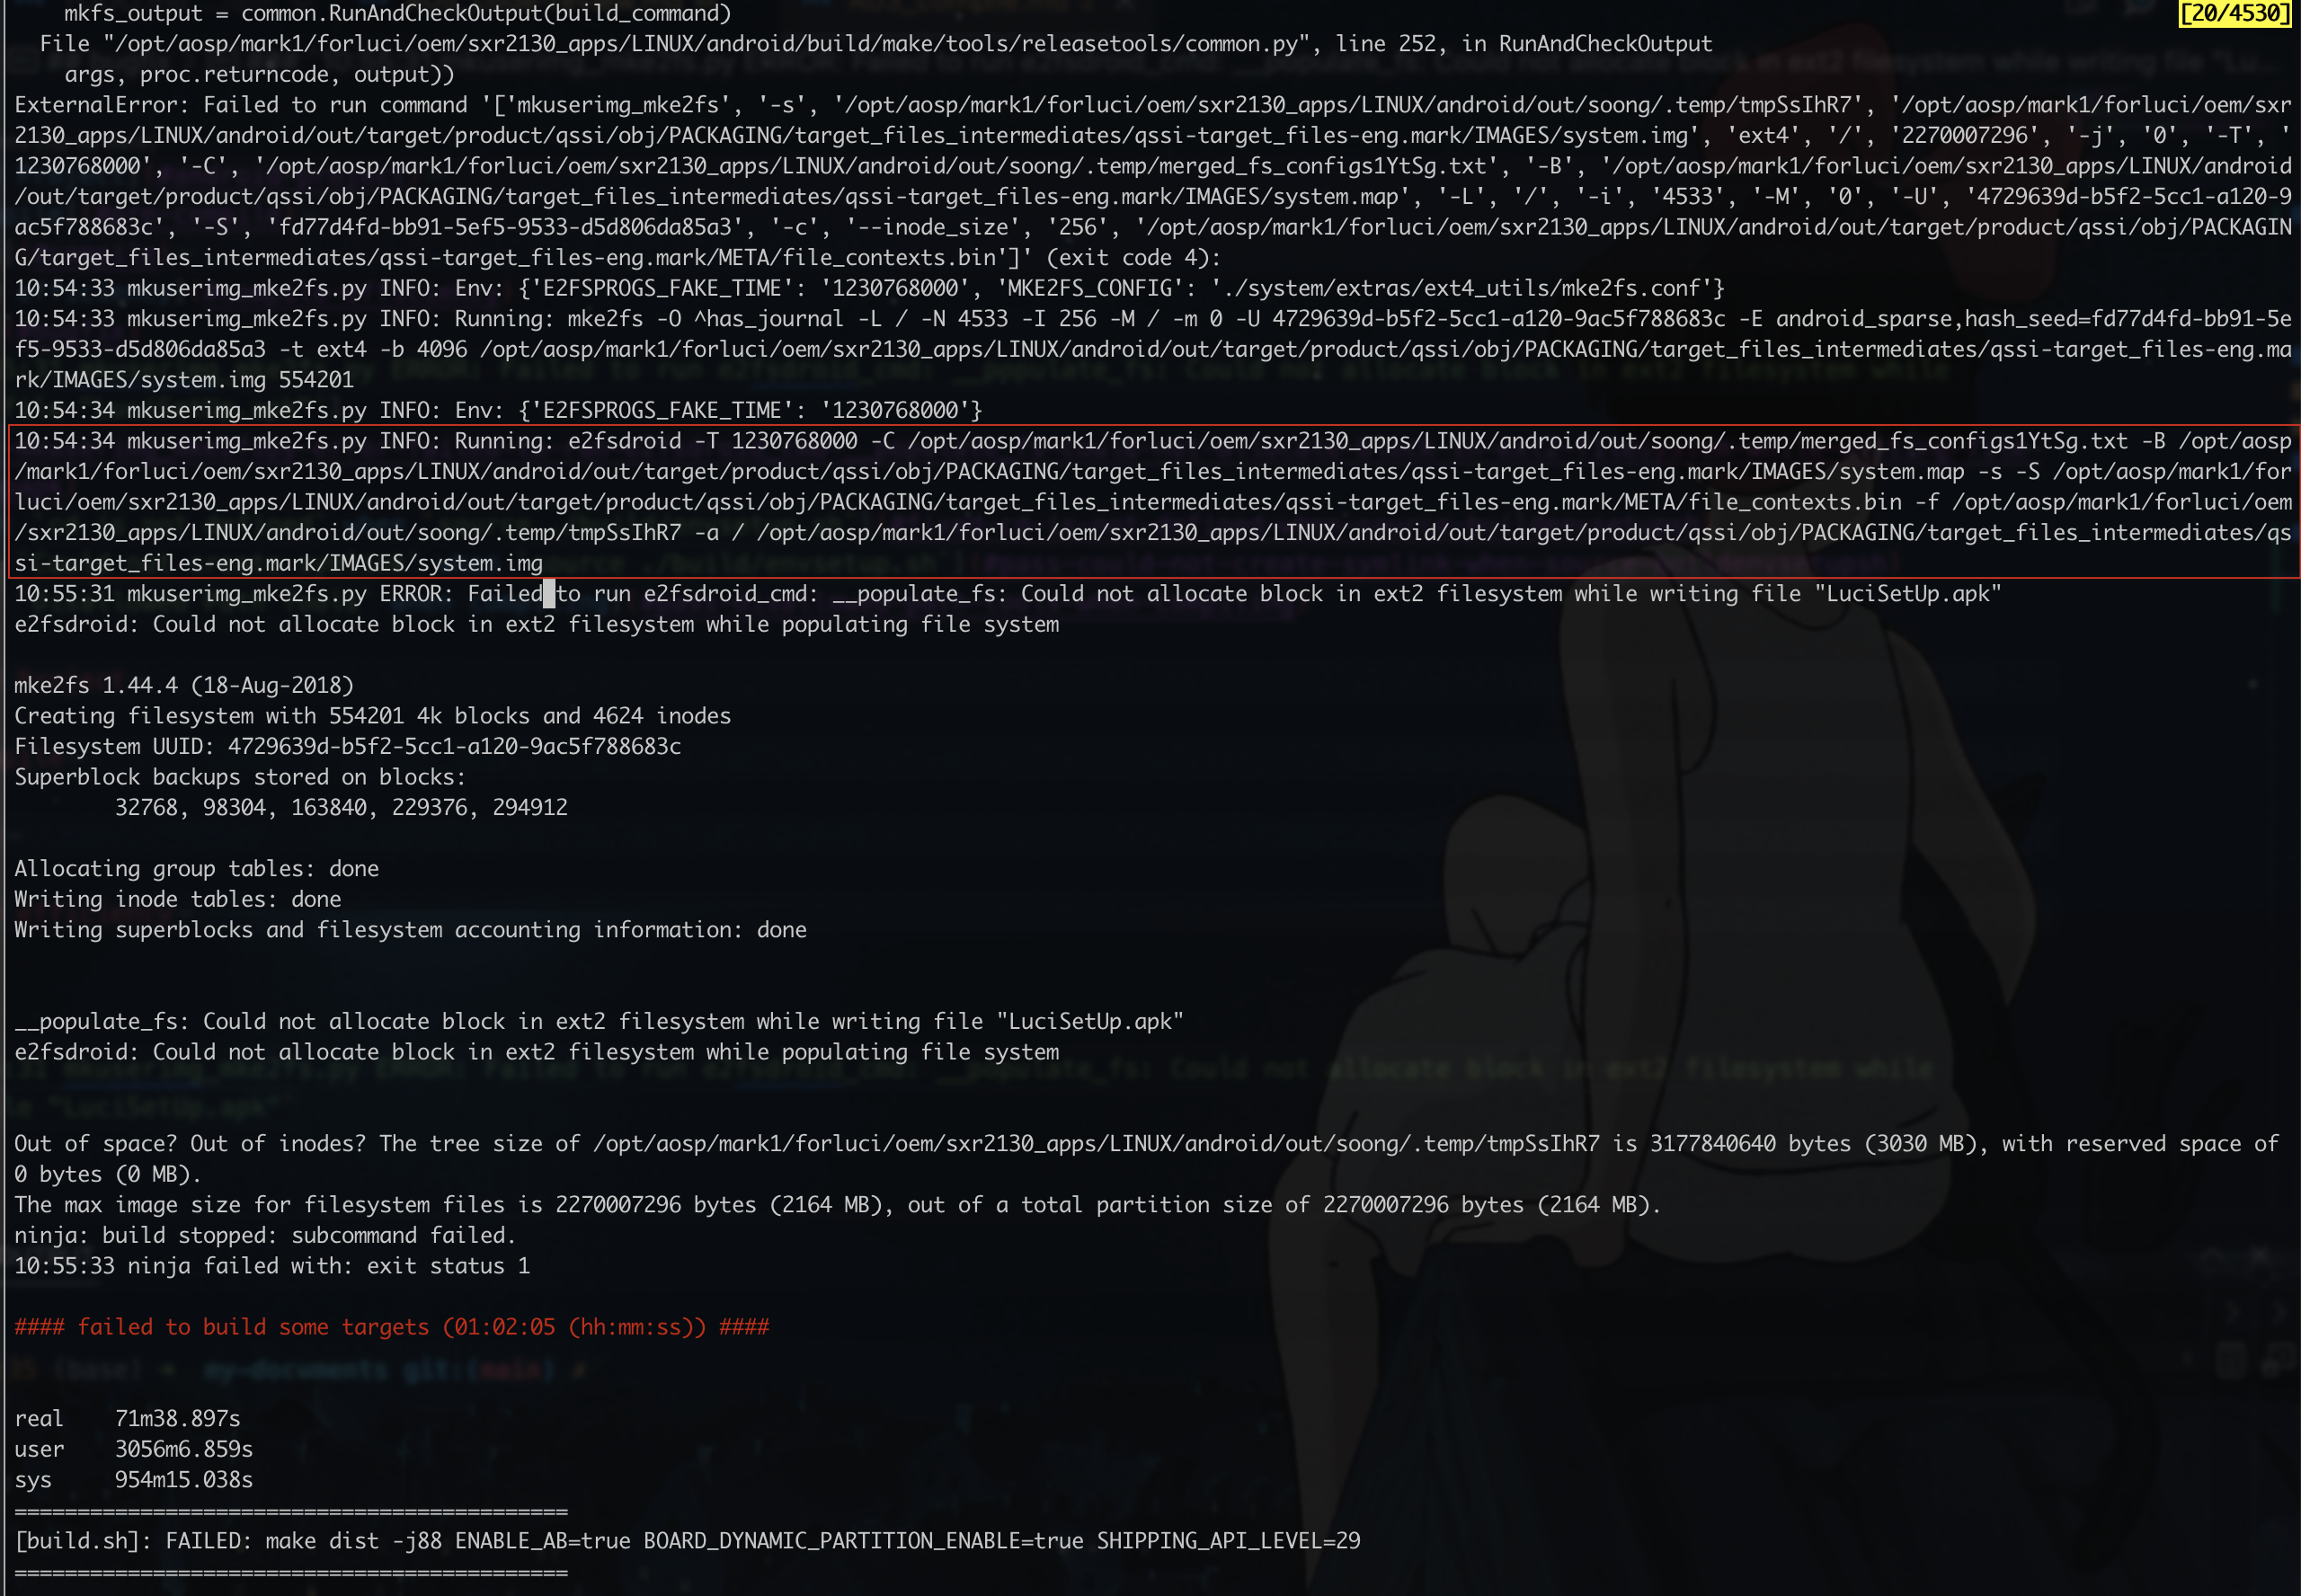 mkfs_output = common.RunAndCheckOutput(build_command)
[20/4530]
File "/opt/aosp/mark1/forluci/oem/sxr2130_apps/LINUX/android/build/make/tools/releasetools/common.py", line 252, in RunAndCheckOutput
args, proc.returncode, output))
ExternalError: Failed to run command '['mkuserimg_mke2fs', '-s', '/opt/aosp/mark1/forluci/oem/sxr2130_apps/LINUX/android/out/soong/.temp/tmpSsIhR7', '/opt/aosp/mark1/forluci/oem/sxr
2130_apps/LINUX/android/out/target/product/qssi/obj/PACKAGING/target_files_intermediates/qssi-target_files-eng.mark/IMAGES/system.img', 'ext4', '/', '2270007296', '-j', '0', '-T', '
1230768000', '-C', '/opt/aosp/mark1/forluci/oem/sxr2130_apps/LINUX/android/out/soong/.temp/merged_fs_configs1YtSg.txt', '-B', '/opt/aosp/mark1/forluci/oem/sxr2130_apps/LINUX/android
/out/target/product/qssi/obj/PACKAGING/target_files_intermediates/qssi-target_files-eng.mark/IMAGES/system.map', '-L', '/', '-i', '4533', '-M', '0', '-U', '4729639d-b5f2-5cc1-a120-9
ac5f788683c', '-S', 'fd77d4fd-bb91-5ef5-9533-d5d806da85a3', '-c', '--inode_size', '256', '/opt/aosp/mark1/forluci/oem/sxr2130_apps/LINUX/android/out/target/product/qssi/obj/PACKAGIN
G/target_files_intermediates/qssi-target_files-eng.mark/META/file_contexts.bin']' (exit code 4):
10:54:33 mkuserimg_mke2fs.py INFO: Env: {'E2FSPROGS_FAKE_TIME': '1230768000', 'MKE2FS_CONFIG': './system/extras/ext4_utils/mke2fs.conf'}
10:54:33 mkuserimg_mke2fs.py INFO: Running: mke2fs -O ^has_journal -L / -N 4533 -I 256 -M / -m 0 -U 4729639d-b5f2-5cc1-a120-9ac5f788683c -E android_sparse,hash_seed=fd77d4fd-bb91-5e
f5-9533-d5d806da85a3 -t ext4 -b 4096 /opt/aosp/mark1/forluci/oem/sxr2130_apps/LINUX/android/out/target/product/qssi/obj/PACKAGING/target_files_intermediates/qssi-target_files-eng.ma
rk/IMAGES/system.img 554201
10:54:34 mkuserimg_mke2fs.py INFO: Env: {'E2FSPROGS_FAKE_TIME': '1230768000'}
10:54:34 mkuserimg_mke2fs.py INFO: Running: e2fsdroid -T 1230768000 -C /opt/aosp/mark1/forluci/oem/sxr2130_apps/LINUX/android/out/soong/.temp/merged_fs_configs1YtSg.txt -B /opt/aosp
/mark1/forluci/oem/sxr2130_apps/LINUX/android/out/target/product/qssi/obj/PACKAGING/target_files_intermediates/qssi-target_files-eng.mark/IMAGES/system.map -s -S /opt/aosp/mark1/for
luci/oem/sxr2130_apps/LINUX/android/out/target/product/qssi/obj/PACKAGING/target_files_intermediates/qssi-target_files-eng.mark/META/file_contexts.bin -f /opt/aosp/mark1/forluci/oem
/sxr2130_apps/LINUX/android/out/soong/.temp/tmpSsIhR7 -a / /opt/aosp/mark1/forluci/oem/sxr2130_apps/LINUX/android/out/target/product/qssi/obj/PACKAGING/target_files_intermediates/qs
si-target_files-eng.mark/IMAGES/system.img
10:55:31 mkuserimg_mke2fs.py ERROR: Failed to run e2fsdroid_cmd: __populate_fs: Could not allocate block in ext2 filesystem while writing file "LuciSetUp.apk"
e2fsdroid: Could not allocate block in ext2 filesystem while populating file system
mke2fs 1.44.4 (18-Aug-2018)
Creating filesystem with 554201 4k blocks and 4624 inodes
Filesystem UUID: 4729639d-b5f2-5cc1-a120-9ac5f788683c
Superblock backups stored on blocks:
32768, 98304, 163840, 229376, 294912
Allocating group tables: done
Writing inode tables: done
Writing superblocks and filesystem accounting information: done
__populate_fs: Could not allocate block in ext2 filesystem while writing file "LuciSetUp.apk"
e2fsdroid: Could not allocate block in ext2 filesystem while populating file system
Out of space? Out of inodes? The tree size of /opt/aosp/mark1/forluci/oem/sxr2130_apps/LINUX/android/out/soong/.temp/tmpSsIhR7 is 3177840640 bytes (3030 MB), with reserved space of
0 bytes (0 MB).
The max image size for filesystem files is 2270007296 bytes (2164 MB), out of a total partition size of 2270007296 bytes (2164 MB).
ninja: build stopped: subcommand failed.
10:55:33 ninja failed with: exit status 1
#### failed to build some targets (01:02:05 (hh:mm:ss)) ####
real 71m38.897s
user 3056m6.859s
sys 954m15.038s
============================================
[build.sh]: FAILED: make dist -j88 ENABLE_AB=true BOARD_DYNAMIC_PARTITION_ENABLE=true SHIPPING_API_LEVEL=29
============================================